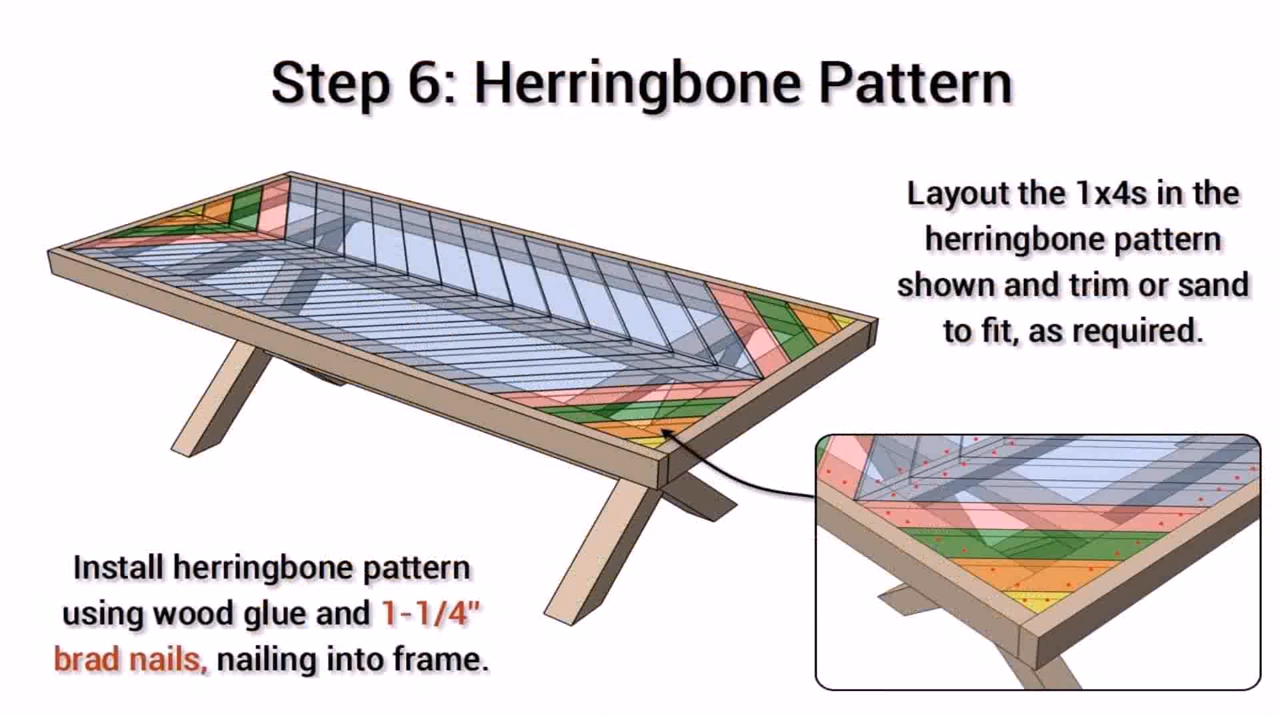 Step 6: Herringbone Pattern
Layout the 1x4s in the
herringbone pattern
shown and trim or sand
to fit, as required.
Install herringbone pattern
using wood glue and 1-1/4"
brad nails, nailing into frame.